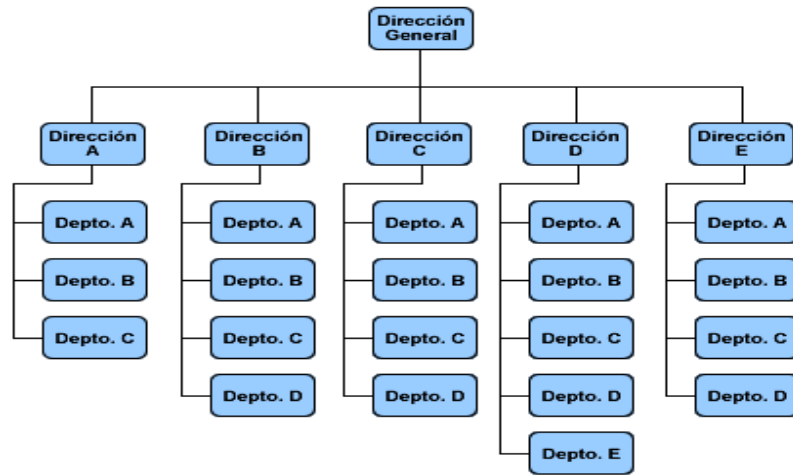 Dirección
General
Dirección
A
Dirección
B
Dirección
C
Dirección
D
Dirección
E
Depto. A
Depto. B
Depto. C
Depto. A
Depto. B
Depto. C
Depto. D
Depto. A
Depto. B
Depto. C
Depto. D
Depto. A
Depto. B
Depto. C
Depto. D
Depto. E
Depto. A
Depto. B
Depto. C
Depto. D